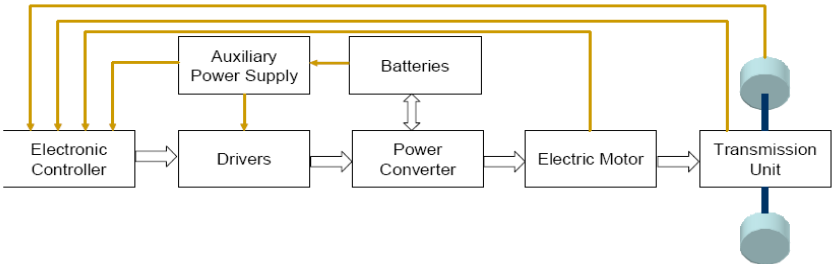 Auxiliary
Power Supply
Batteries
Electronic
Controller
Drivers
Power
Converter
Electric Motor
Transmission
Unit